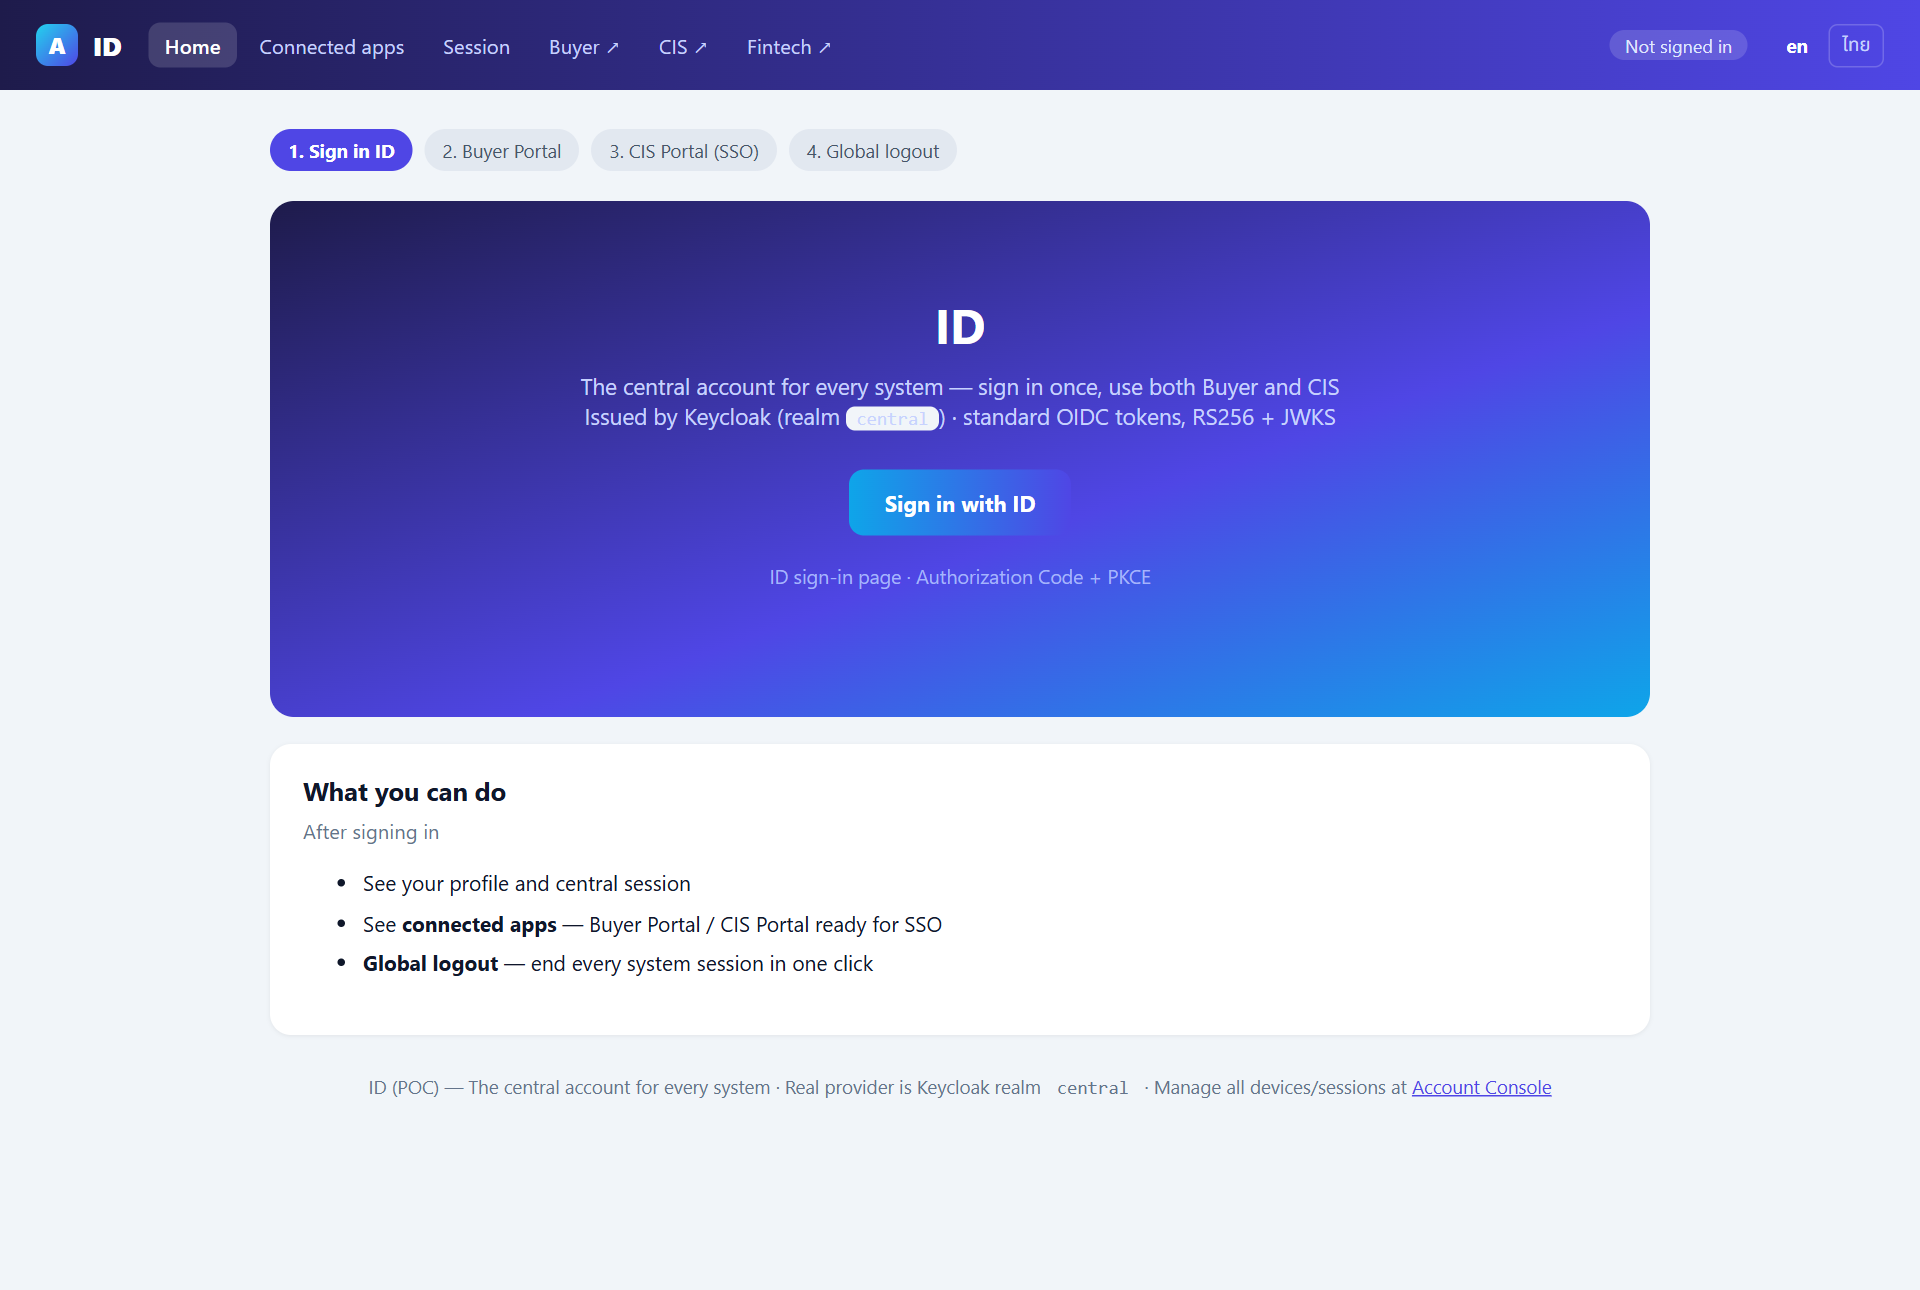 A ID Home Connected apps Session Buyer ↗ CIS ↗ Fintech ↗ Not signed in en ไทย
1. Sign in ID 2. Buyer Portal 3. CIS Portal (SSO) 4. Global logout
ID
The central account for every system — sign in once, use both Buyer and CIS
Issued by Keycloak (realm central) · standard OIDC tokens, RS256 + JWKS
Sign in with ID
ID sign-in page · Authorization Code + PKCE
What you can do
After signing in
• See your profile and central session
• See connected apps — Buyer Portal / CIS Portal ready for SSO
• Global logout — end every system session in one click
ID (POC) — The central account for every system · Real provider is Keycloak realm central · Manage all devices/sessions at Account Console